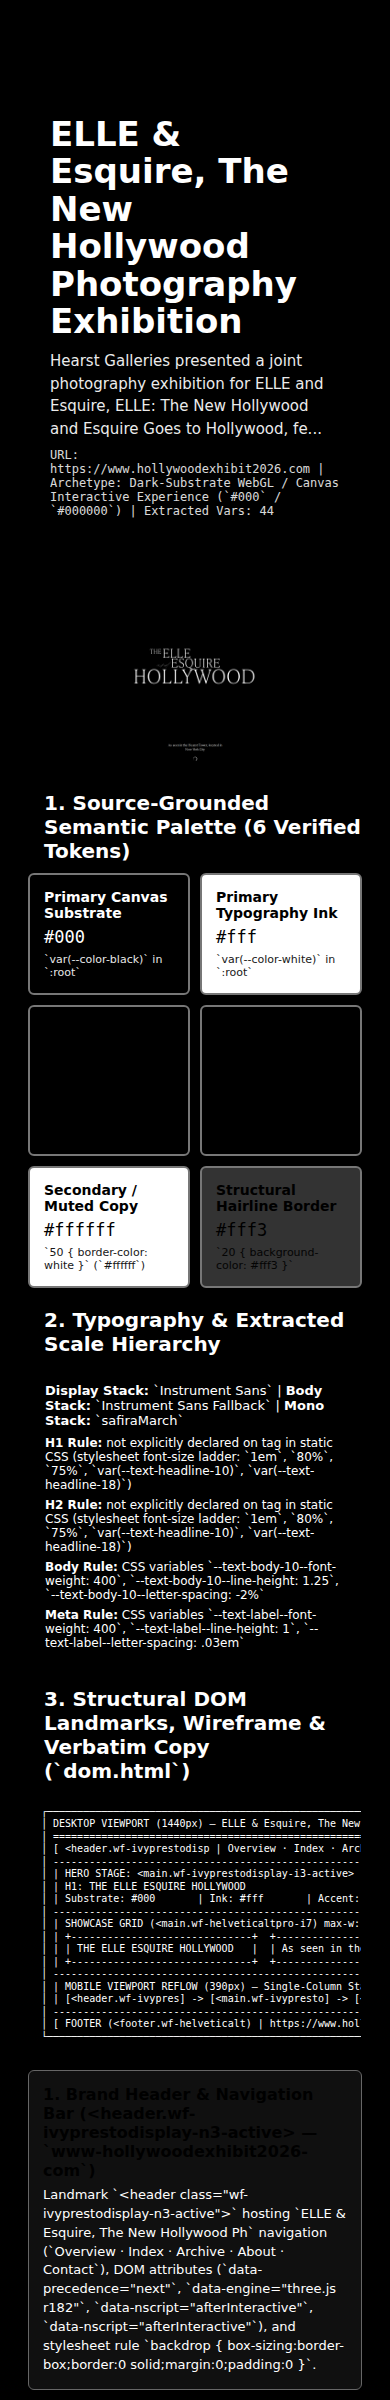 ELLE &
Esquire, The
New
Hollywood
Photography
Exhibition
Hearst Galleries presented a joint
photography exhibition for ELLE and
Esquire, ELLE: The New Hollywood
and Esquire Goes to Hollywood, fe...
URL:
https://www.hollywoodexhibit2026.com |
Archetype: Dark-Substrate WebGL / Canvas
Interactive Experience (`#000` /
`#000000`) | Extracted Vars: 44
THE ELLE
ESQUIRE
HOLLYWOOD
1. Source-Grounded
Semantic Palette (6 Verified
Tokens)
Primary Canvas
Substrate
#000
`var(--color-black)` in
`:root`
Primary
Typography Ink
#fff
`var(--color-white)` in
`:root`
Secondary /
Muted Copy
#ffffff
`50 { border-color:
white }` (`#ffffff`)
Structural
Hairline Border
#fff3
`20 { background-
color: #fff3 }`
2. Typography & Extracted
Scale Hierarchy
Display Stack: `Instrument Sans` | Body
Stack: `Instrument Sans Fallback` | Mono
Stack: `safiraMarch`
H1 Rule: not explicitly declared on tag in static
CSS (stylesheet font-size ladder: `1em`, `80%`,
`75%`, `var(--text-headline-10)`, `var(--text-
headline-18)`)
H2 Rule: not explicitly declared on tag in static
CSS (stylesheet font-size ladder: `1em`, `80%`,
`75%`, `var(--text-headline-10)`, `var(--text-
headline-18)`)
Body Rule: CSS variables `--text-body-10--font-
weight: 400`, `--text-body-10--line-height: 1.25`,
`--text-body-10--letter-spacing: -2%`
Meta Rule: CSS variables `--text-label--font-
weight: 400`, `--text-label--line-height: 1`, `--
text-label--letter-spacing: .03em`
3. Structural DOM
Landmarks, Wireframe &
Verbatim Copy
(`dom.html`)
DESKTOP VIEWPORT (1440px) — ELLE & Esquire, The New
[ <header.wf-ivyprestodisp | Overview · Index · Arc
| HERO STAGE: <main.wf-ivyprestodisplay-i3-active>
| H1: THE ELLE ESQUIRE HOLLYWOOD
| Substrate: #000 | Ink: #fff | Accent:
| SHOWCASE GRID (<main.wf-helveticaltpro-i7) max-w:
| | THE ELLE ESQUIRE HOLLYWOOD | | As seen in th
| MOBILE VIEWPORT REFLOW (390px) — Single-Column St
| [<header.wf-ivypres] -> [<main.wf-ivypresto] -> [
[ FOOTER (<footer.wf-helveticalt) | https://www.hol
1. Brand Header & Navigation
Bar (<header.wf-
ivyprestodisplay-n3-active> —
`www-hollywoodexhibit2026-
com`)
Landmark `<header class="wf-
ivyprestodisplay-n3-active">` hosting `ELLE &
Esquire, The New Hollywood Ph` navigation
(`Overview · Index · Archive · About ·
Contact`), DOM attributes (`data-
precedence="next"`, `data-engine="three.js
r182"`, `data-nscript="afterInteractive"`,
`data-nscript="afterInteractive"`), and
stylesheet rule `backdrop { box-sizing:border-
box;border:0 solid;margin:0;padding:0 }`.